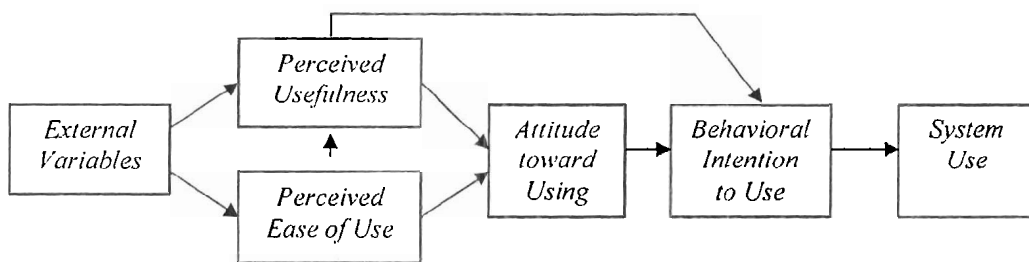 Perceived
Usefulness
External
Variables
Perceived
Ease of Use
Attitude
toward
Using
Behavioral
Intention
to Use
System
Use